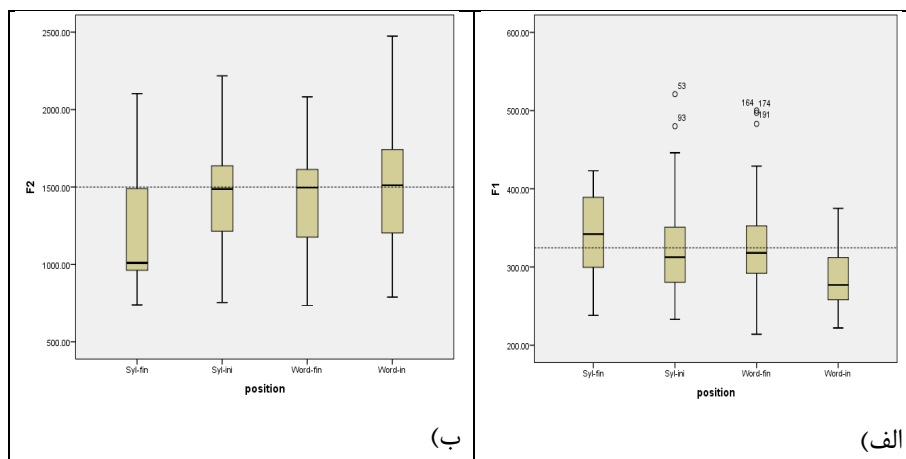 600.00
500.00
400.00
300.00
200.00
F1
53
93
164 174
191
Syl-fin Syl-ini Word-fin Word-in
position
الف)
2500.00
2000.00
1500.00
1000.00
500.00
F2
Syl-fin Syl-ini Word-fin Word-in
position
ب)